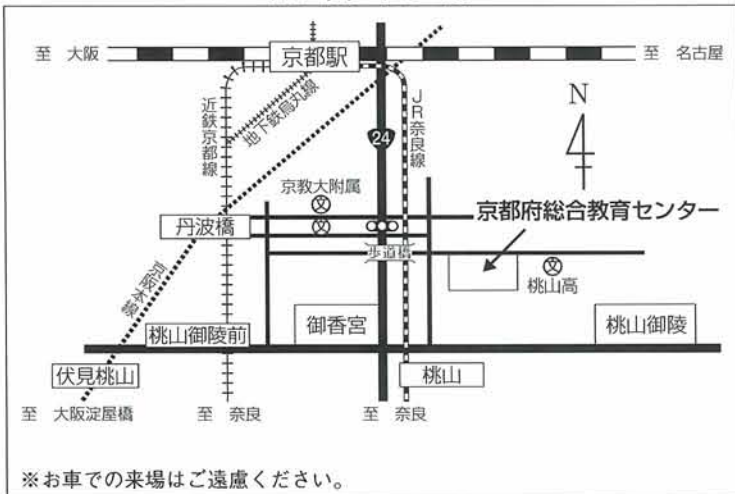 至 大阪
京都駅
至 名古屋
近鉄京都線
地下鉄烏丸線
24
JR奈良線
N
京教大附属
文
文
丹波橋
歩道橋
京都府総合教育センター
文
桃山高
京阪本線
桃山御陵前
御香宮
桃山御陵
伏見桃山
桃山
至 大阪淀屋橋
至 奈良
至 奈良
※お車での来場はご遠慮ください。